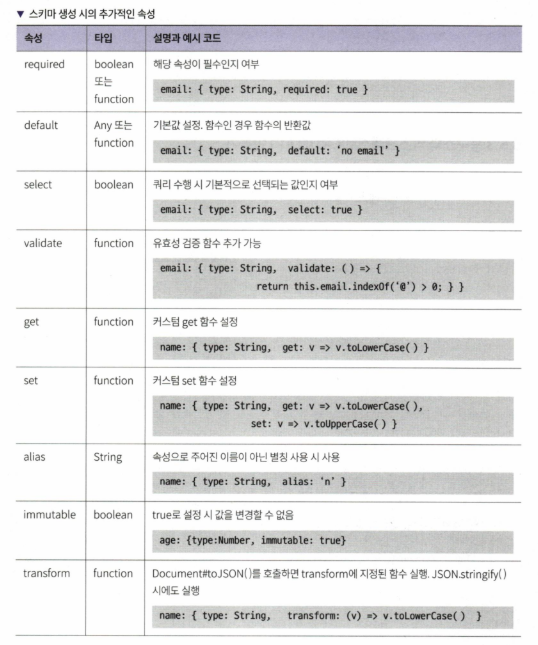 ▼ 스키마 생성 시의 추가적인 속성
속성 타입 설명과 예시 코드
required boolean 또는 function 해당 속성이 필수인지 여부
email: { type: String, required: true }
default Any 또는 function 기본값 설정. 함수인 경우 함수의 반환값
email: { type: String,  default: ‘no email’ }
select boolean 쿼리 수행 시 기본적으로 선택되는 값인지 여부
email: { type: String,  select: true }
validate function 유효성 검증 함수 추가 가능
email: { type: String,  validate: ( ) => {
return this.email.indexOf(‘@’) > 0; } }
get function 커스텀 get 함수 설정
name: { type: String,  get: v => v.toLowerCase( ) }
set function 커스텀 set 함수 설정
name: { type: String,  get: v => v.toLowerCase( ),
set: v => v.toUpperCase( ) }
alias String 속성으로 주어진 이름이 아닌 별칭 사용 시 사용
name: { type: String,  alias: ‘n’ }
immutable boolean true로 설정 시 값을 변경할 수 없음
age: {type:Number, immutable: true}
transform function Document#toJSON( )를 호출하면 transform에 지정된 함수 실행. JSON.stringify( )
시에도 실행
name: { type: String,   transform: (v) => v.toLowerCase( )  }